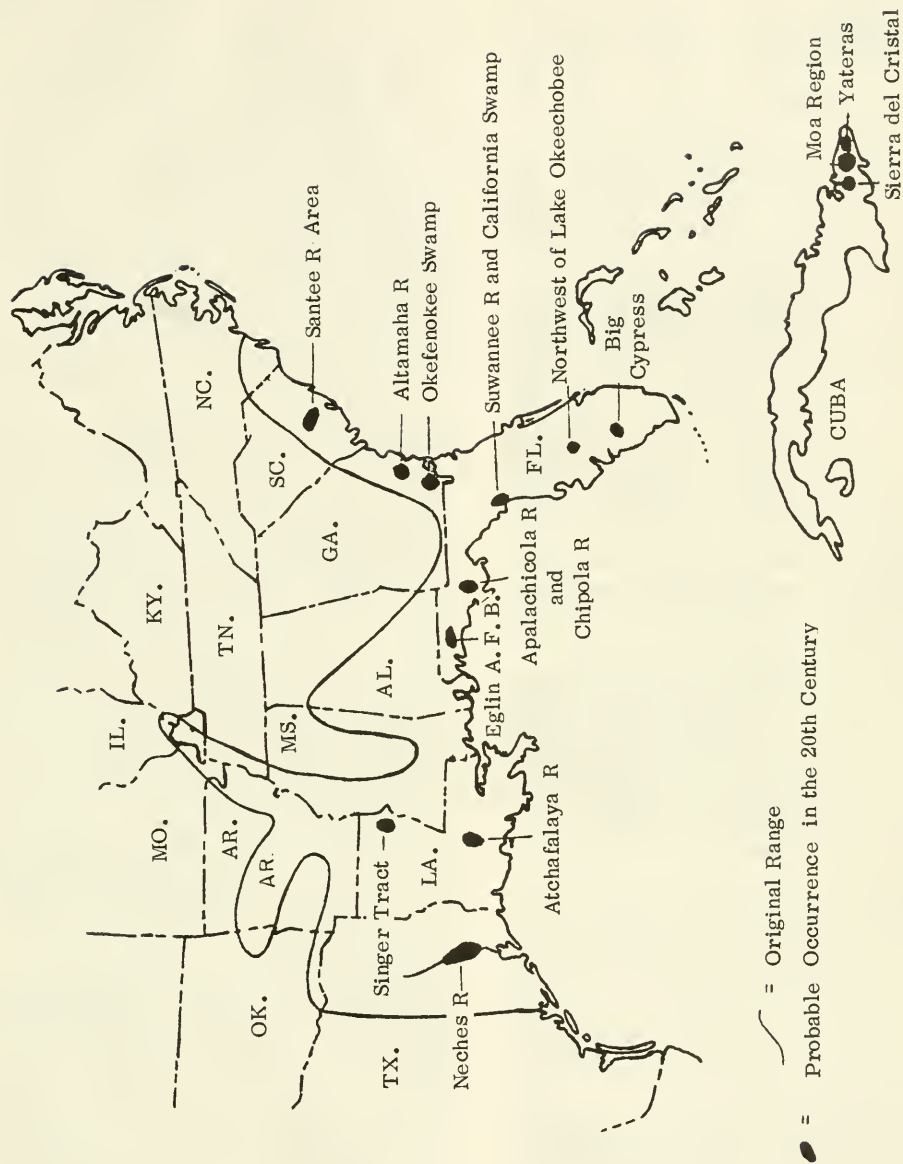 IL.
MO.
KY.
NC.
AR.
TN.
OK.
AR.
SC.
MS.
GA.
AL.
Santee R Area
Altamaha R
Okefenokee Swamp
Singer Tract
TX.
LA.
Neches R
Eglin A. F. B.
Suwannee R and California Swamp
Atchafalaya R
Apalachicola R
and
Chipola R
FL.
Northwest of Lake Okeechobee
Big
Cypress
Moa Region
Yateras
CUBA
Sierra del Cristal
= Original Range
= Probable Occurrence in the 20th Century